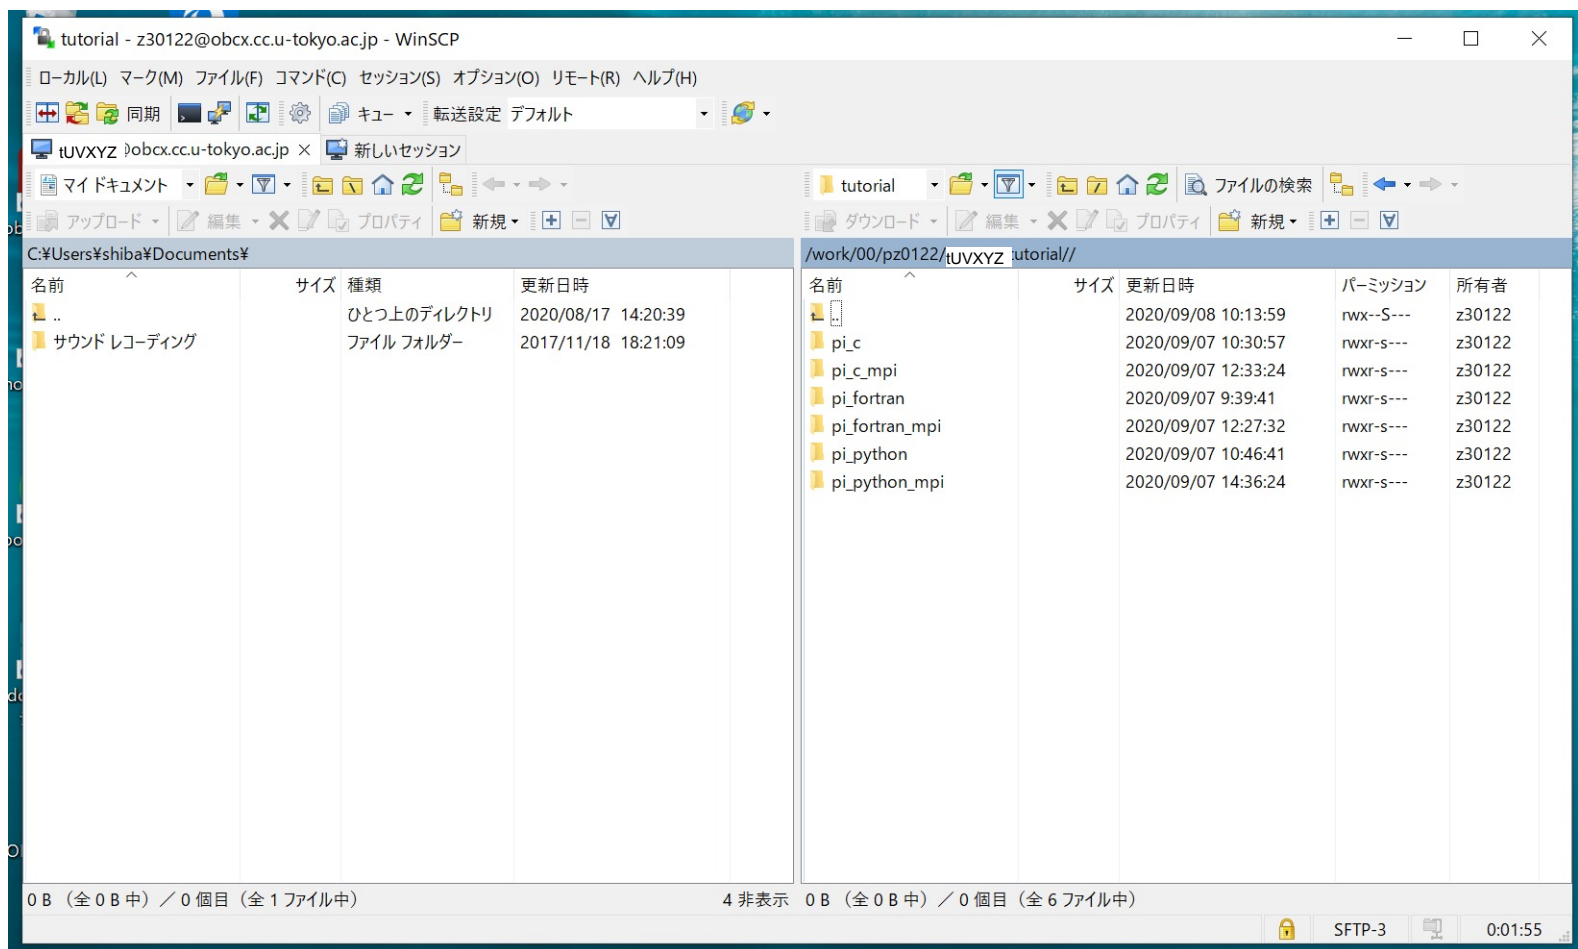 tutorial - z30122@obcx.cc.u-tokyo.ac.jp - WinSCP
ローカル(L) マーク(M) ファイル(F) コマンド(C) セッション(S) オプション(O) リモート(R) ヘルプ(H)
同期 キュー 転送設定 デフォルト
tUVXYZ @obcx.cc.u-tokyo.ac.jp × 新しいセッション
マイ ドキュメント
アップロード 編集 プロパティ 新規
C:¥Users¥shiba¥Documents¥
名前 サイズ 種類 更新日時
.. ひとつ上のディレクトリ 2020/08/17 14:20:39
サウンド レコーディング ファイル フォルダー 2017/11/18 18:21:09
0 B （全 0 B 中）／ 0 個目（全 1 ファイル中） 4 非表示
tutorial ファイルの検索
ダウンロード 編集 プロパティ 新規
/work/00/pz0122/tUVXYZ tutorial//
名前 サイズ 更新日時 パーミッション 所有者
.. 2020/09/08 10:13:59 rwx--S--- z30122
pi_c 2020/09/07 10:30:57 rwxr-s--- z30122
pi_c_mpi 2020/09/07 12:33:24 rwxr-s--- z30122
pi_fortran 2020/09/07 9:39:41 rwxr-s--- z30122
pi_fortran_mpi 2020/09/07 12:27:32 rwxr-s--- z30122
pi_python 2020/09/07 10:46:41 rwxr-s--- z30122
pi_python_mpi 2020/09/07 14:36:24 rwxr-s--- z30122
0 B （全 0 B 中）／ 0 個目（全 6 ファイル中）
SFTP-3 0:01:55